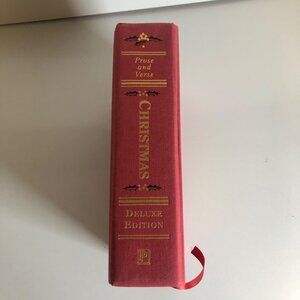 Prose
and
Verse
CHRISTMAS
DELUXE
EDITION